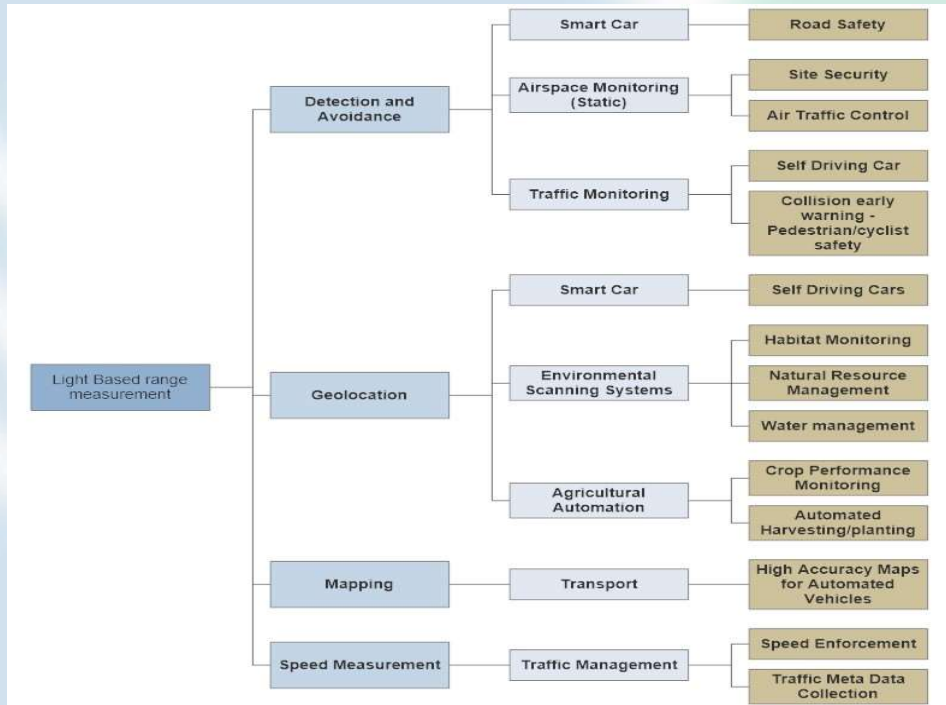 Light Based range
measurement
Detection and
Avoidance
Smart Car
Road Safety
Airspace Monitoring
(Static)
Site Security
Air Traffic Control
Traffic Monitoring
Self Driving Car
Collision early
warning -
Pedestrian/cyclist
safety
Geolocation
Smart Car
Self Driving Cars
Environmental
Scanning Systems
Habitat Monitoring
Natural Resource
Management
Water management
Agricultural
Automation
Crop Performance
Monitoring
Automated
Harvesting/planting
Mapping
Transport
High Accuracy Maps
for Automated
Vehicles
Speed Measurement
Traffic Management
Speed Enforcement
Traffic Meta Data
Collection